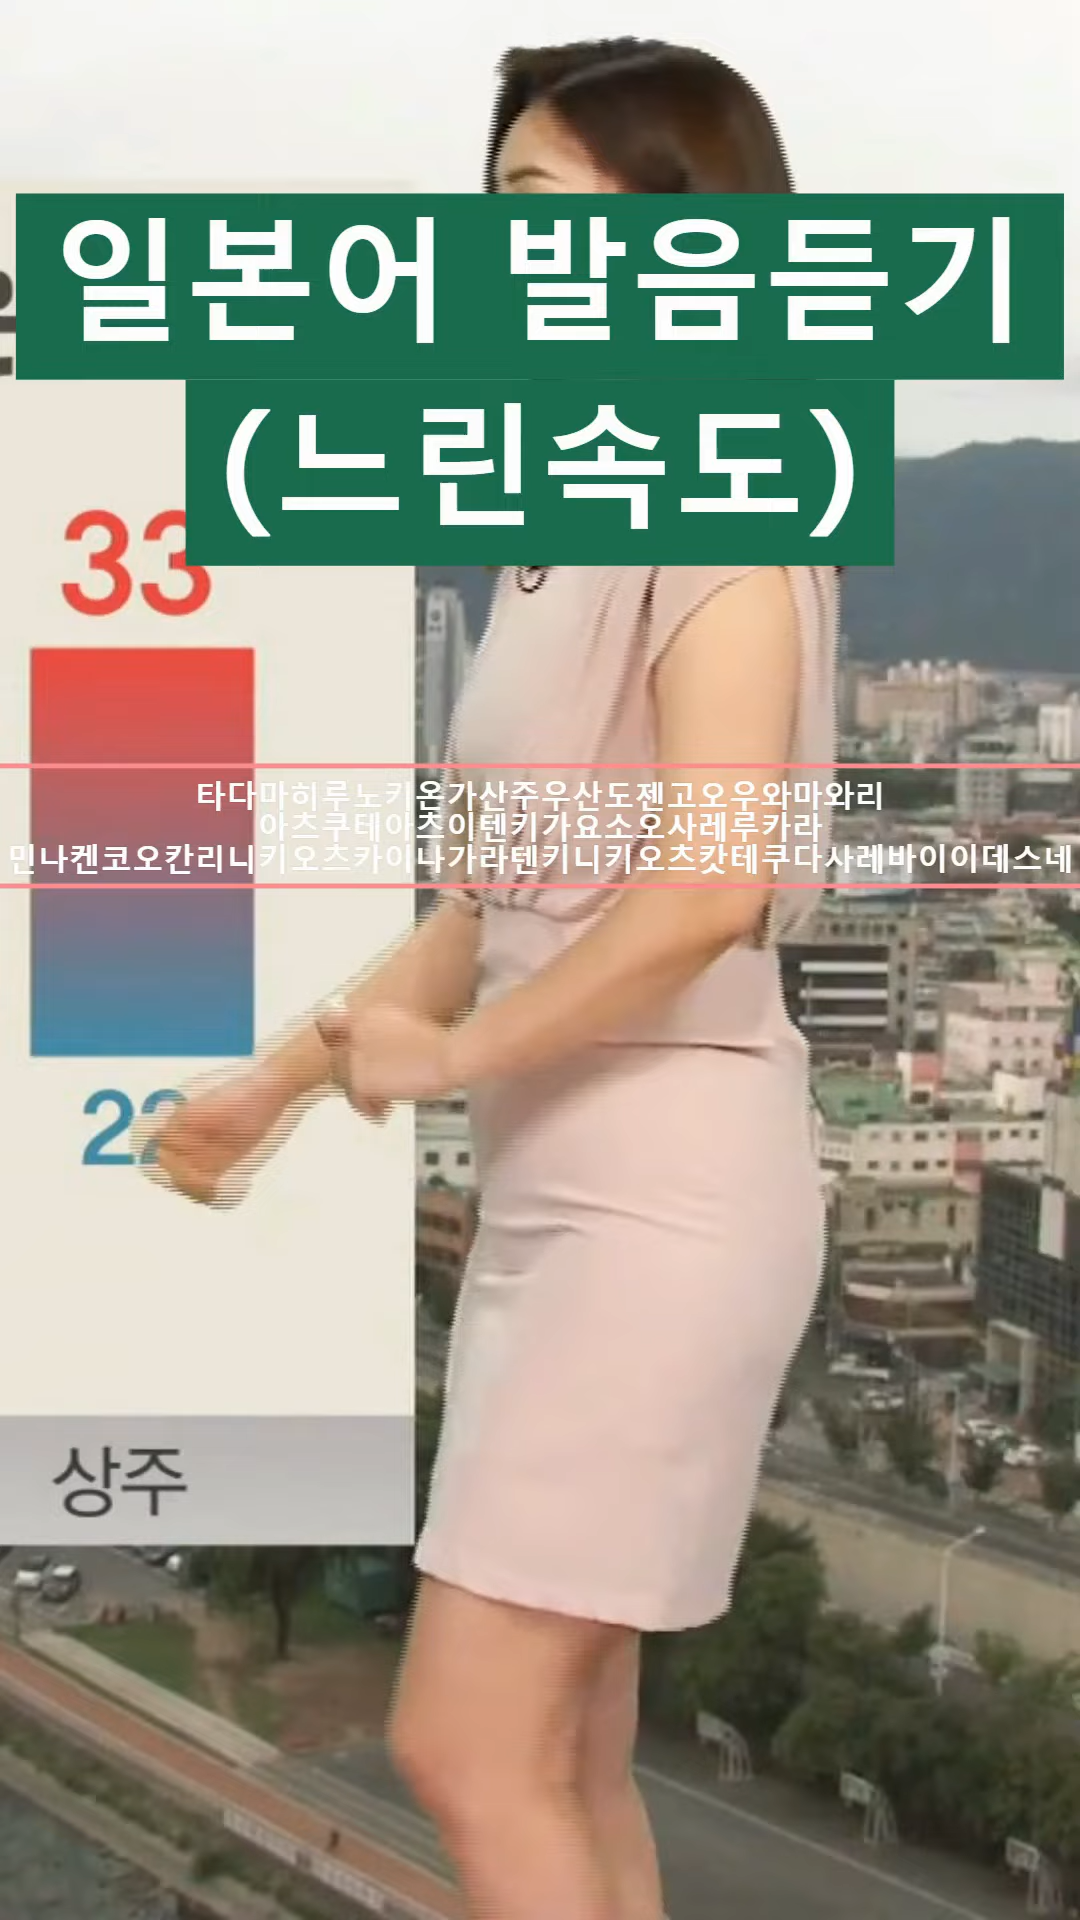 일본어 발음듣기
(느린속도)
33
타다마히루노키온가산주우산도젠고오우와마와리
아츠쿠테아츠이텐키가요소오사레루카라
민나켄코오칸리니키오츠카이나가라텐키니키오츠캇테쿠다사레바이이데스네
상주